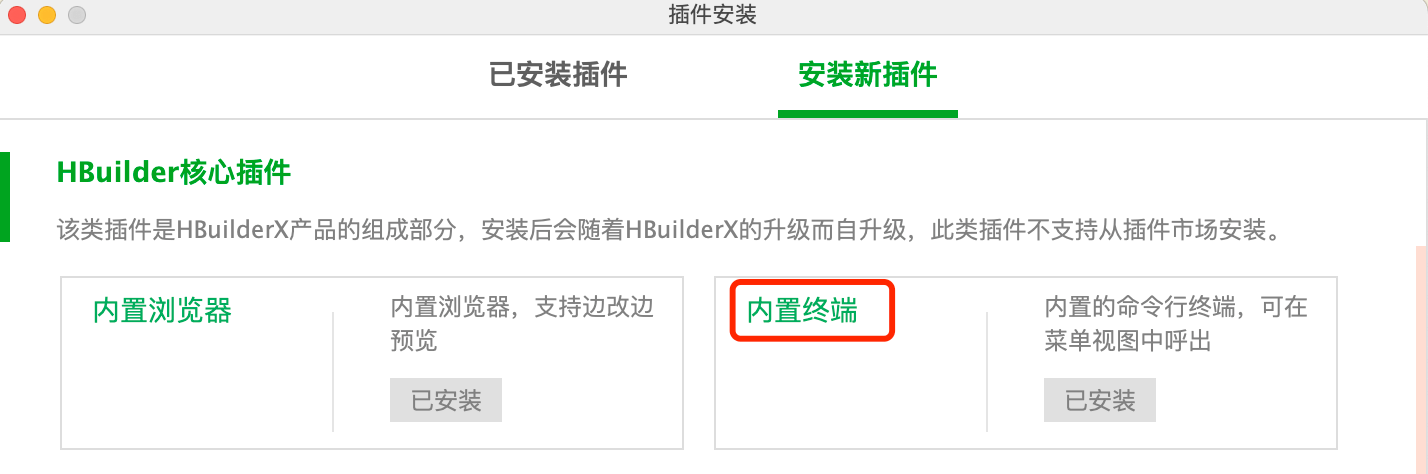 插件安装
已安装插件
安装新插件
HBuilder核心插件
该类插件是HBuilderX产品的组成部分，安装后会随着HBuilderX的升级而自升级，此类插件不支持从插件市场安装。
内置浏览器
内置浏览器，支持边改边
预览
已安装
内置终端
内置的命令行终端，可在
菜单视图中呼出
已安装